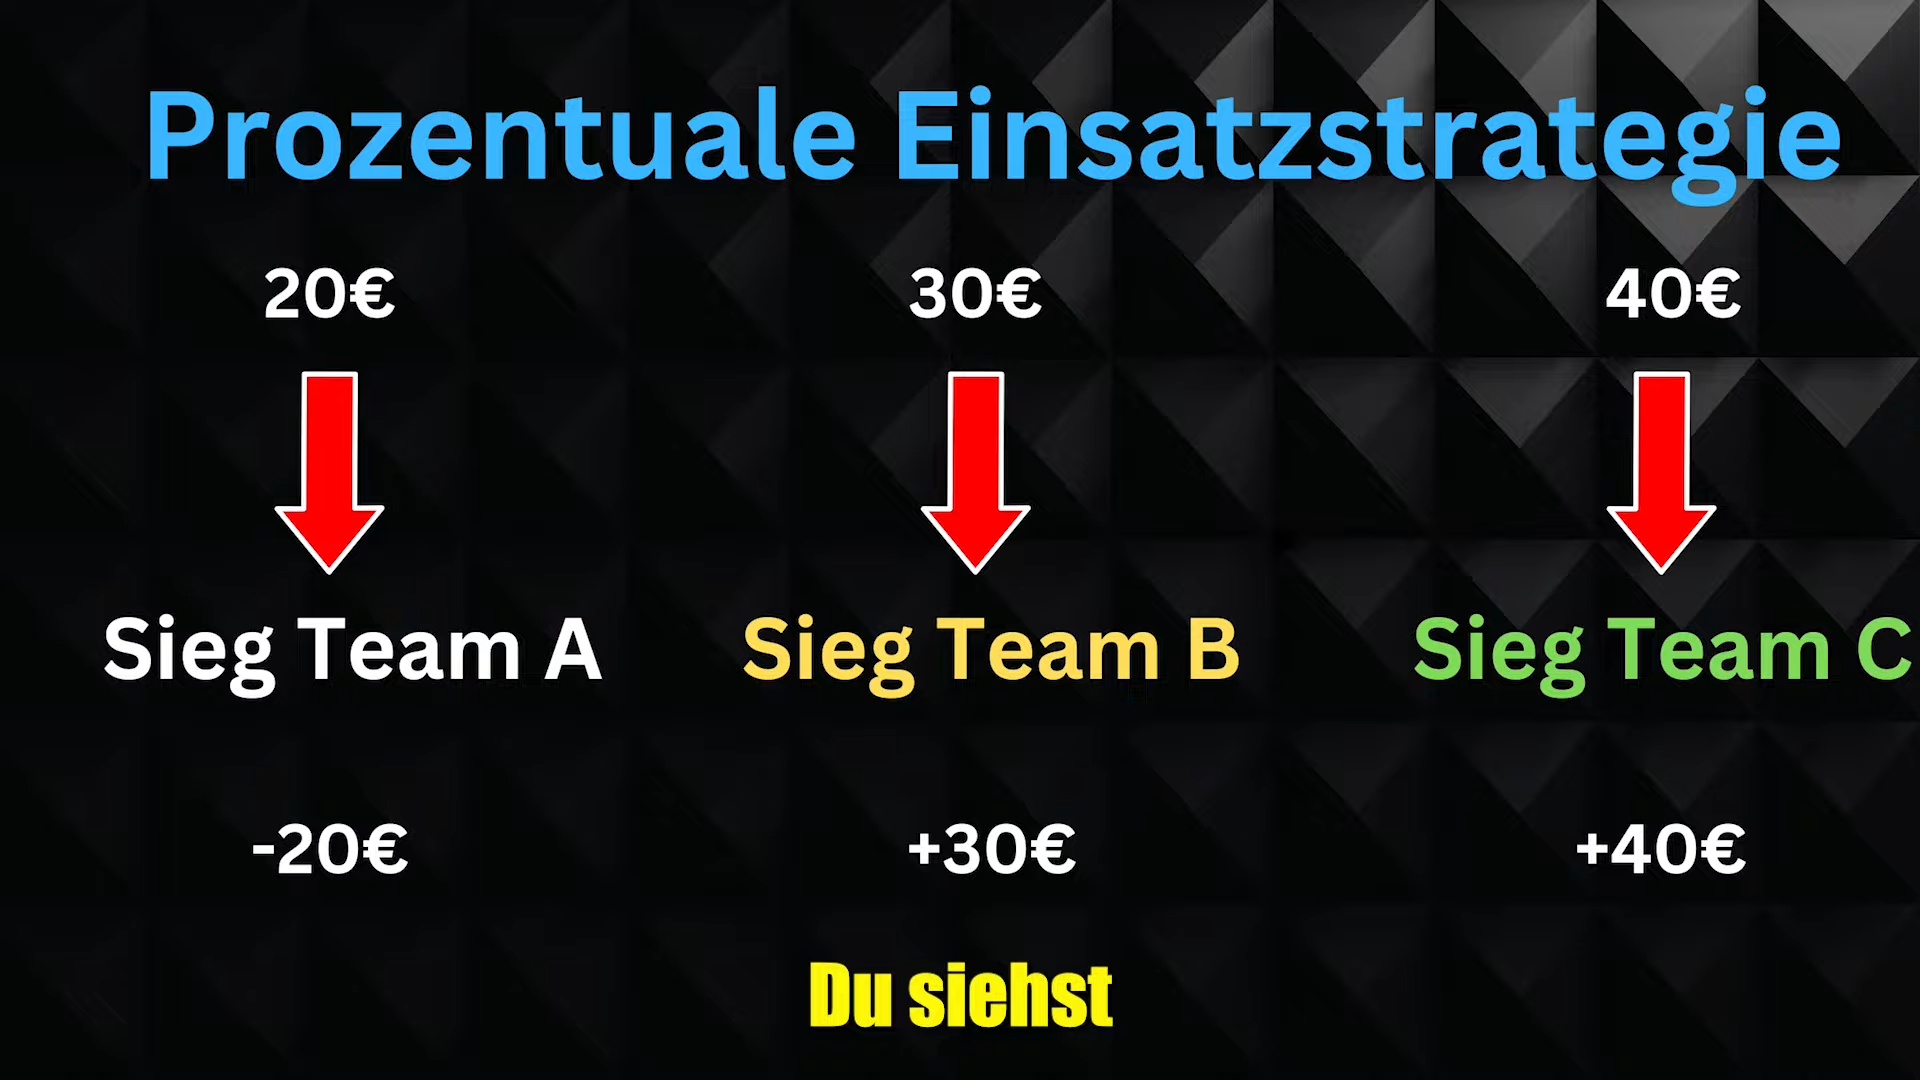 Prozentuale Einsatzstrategie
20€ 30€ 40€
Sieg Team A Sieg Team B Sieg Team C
-20€ +30€ +40€
Du siehst